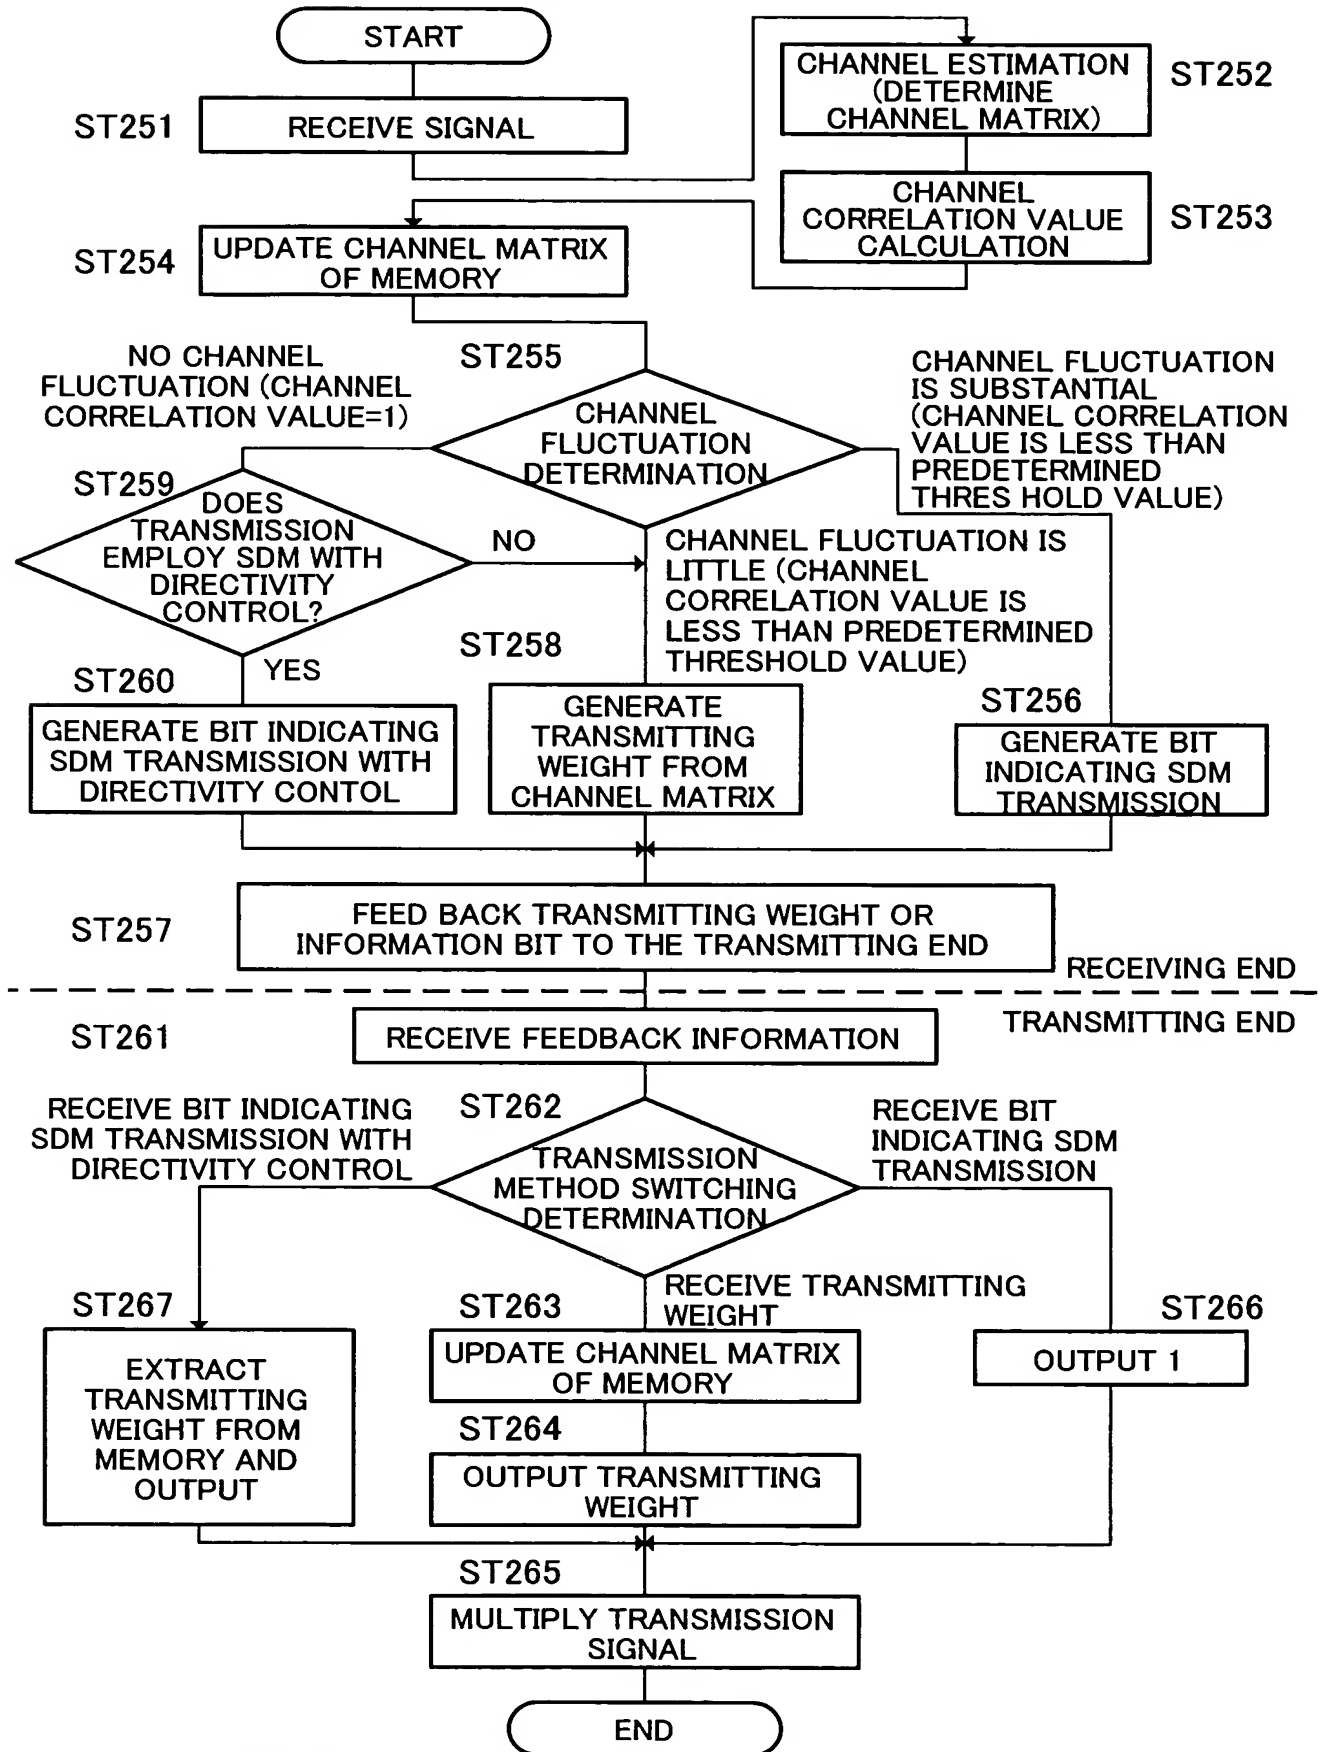 START
ST251
RECEIVE SIGNAL
CHANNEL ESTIMATION
(DETERMINE
CHANNEL MATRIX)
ST252
CHANNEL
CORRELATION VALUE
CALCULATION
ST253
ST254
UPDATE CHANNEL MATRIX
OF MEMORY
NO CHANNEL
FLUCTUATION (CHANNEL
CORRELATION VALUE=1)
ST255
CHANNEL
FLUCTUATION
DETERMINATION
CHANNEL FLUCTUATION
IS SUBSTANTIAL
(CHANNEL CORRELATION
VALUE IS LESS THAN
PREDETERMINED
THRES HOLD VALUE)
ST259
DOES
TRANSMISSION
EMPLOY SDM WITH
DIRECTIVITY
CONTROL?
NO
CHANNEL FLUCTUATION IS
LITTLE (CHANNEL
CORRELATION VALUE IS
LESS THAN PREDETERMINED
THRESHOLD VALUE)
YES
ST260
GENERATE BIT INDICATING
SDM TRANSMISSION WITH
DIRECTIVITY CONTOL
ST258
GENERATE
TRANSMITTING
WEIGHT FROM
CHANNEL MATRIX
ST256
GENERATE BIT
INDICATING SDM
TRANSMISSION
ST257
FEED BACK TRANSMITTING WEIGHT OR
INFORMATION BIT TO THE TRANSMITTING END
RECEIVING END
TRANSMITTING END
ST261
RECEIVE FEEDBACK INFORMATION
RECEIVE BIT INDICATING
SDM TRANSMISSION WITH
DIRECTIVITY CONTROL
ST262
TRANSMISSION
METHOD SWITCHING
DETERMINATION
RECEIVE BIT
INDICATING SDM
TRANSMISSION
RECEIVE TRANSMITTING
WEIGHT
ST267
EXTRACT
TRANSMITTING
WEIGHT FROM
MEMORY AND
OUTPUT
ST263
UPDATE CHANNEL MATRIX
OF MEMORY
ST266
OUTPUT 1
ST264
OUTPUT TRANSMITTING
WEIGHT
ST265
MULTIPLY TRANSMISSION
SIGNAL
END